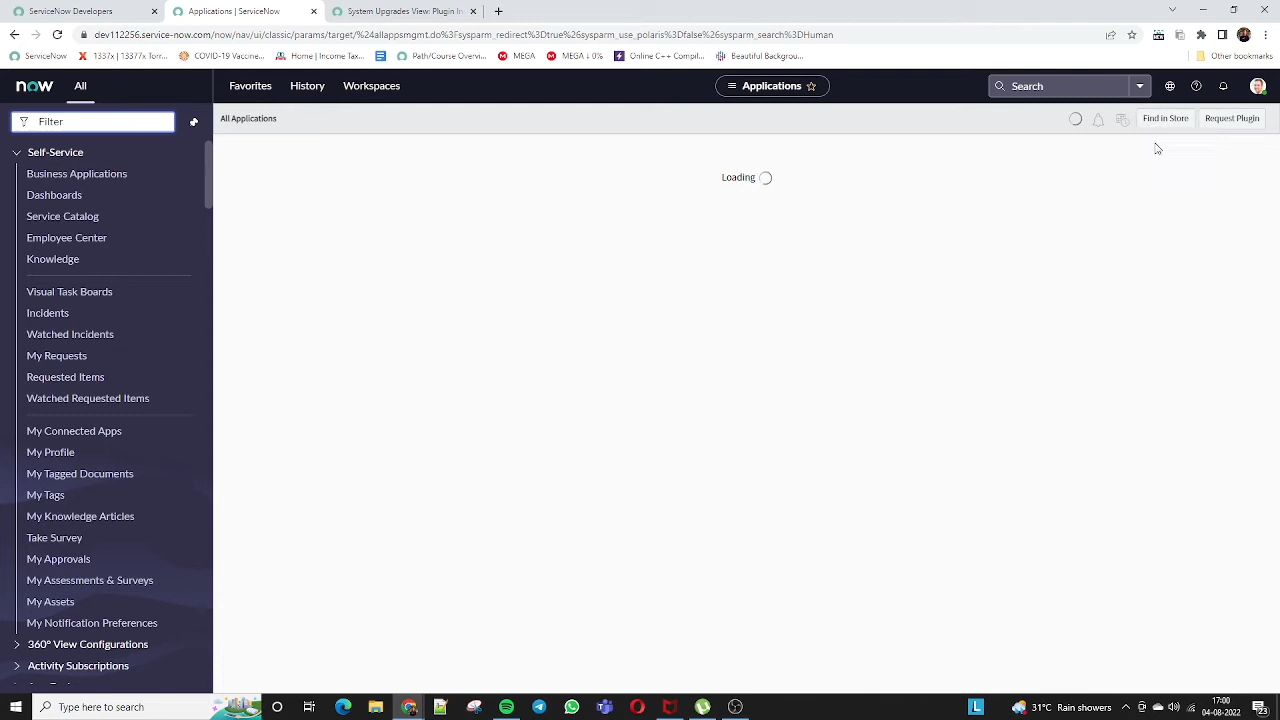 ServiceNow Developers
Applications | ServiceNow
System Upgrades View: Plugin In
dev112256.service-now.com/now/nav/ui/classic/params/target/%24allappsmgmt.do%3Fsysparm_redirect%3Dtrue%26sysparm_use_polaris%3Dfalse%26sysparm_search%3DHuman
ServiceNow
1337x | 13377x Torr...
COVID-19 Vaccine...
Home | Income Tax...
Path/Course Overvi...
MEGA
MEGA ↓ 0%
Online C++ Compil...
Beautiful Backgrou...
Other bookmarks
now
All
Favorites
History
Workspaces
Applications
Search
Filter
All Applications
Find in Store
Request Plugin
Loading
Self-Service
Business Applications
Dashboards
Service Catalog
Employee Center
Knowledge
Visual Task Boards
Incidents
Watched Incidents
My Requests
Requested Items
Watched Requested Items
My Connected Apps
My Profile
My Tagged Documents
My Tags
My Knowledge Articles
Take Survey
My Approvals
My Assessments & Surveys
My Assets
My Notification Preferences
360° View Configurations
Activity Subscriptions
Type here to search
31°C Rain showers
17:00
04-08-2022